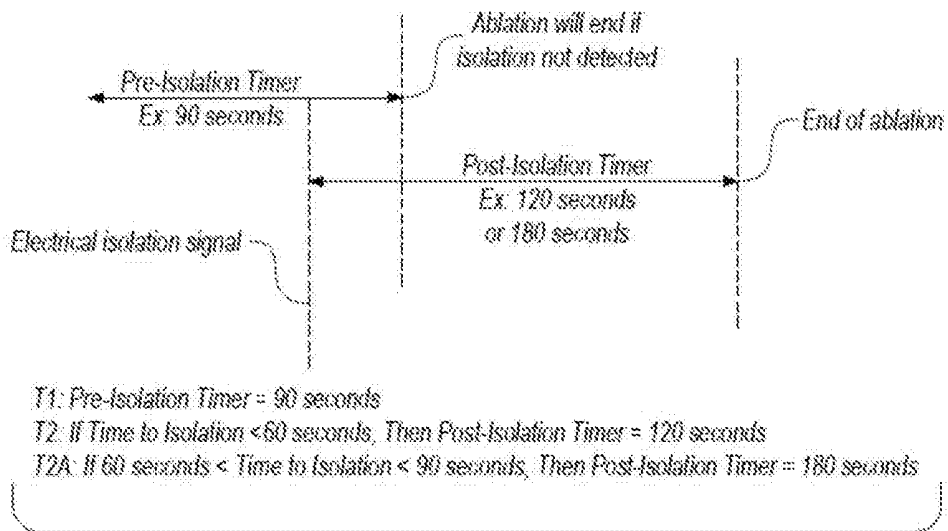 Ablation will end if
isolation not detected
Pre-Isolation Timer
Ex: 90 seconds
End of ablation
Post-Isolation Timer
Ex: 120 seconds
or 180 seconds
Electrical isolation signal
T1: Pre-Isolation Timer = 90 seconds
T2: If Time to Isolation <60 seconds, Then Post-Isolation Timer = 120 seconds
T2A: If 60 seconds < Time to Isolation < 90 seconds, Then Post-Isolation Timer = 180 seconds